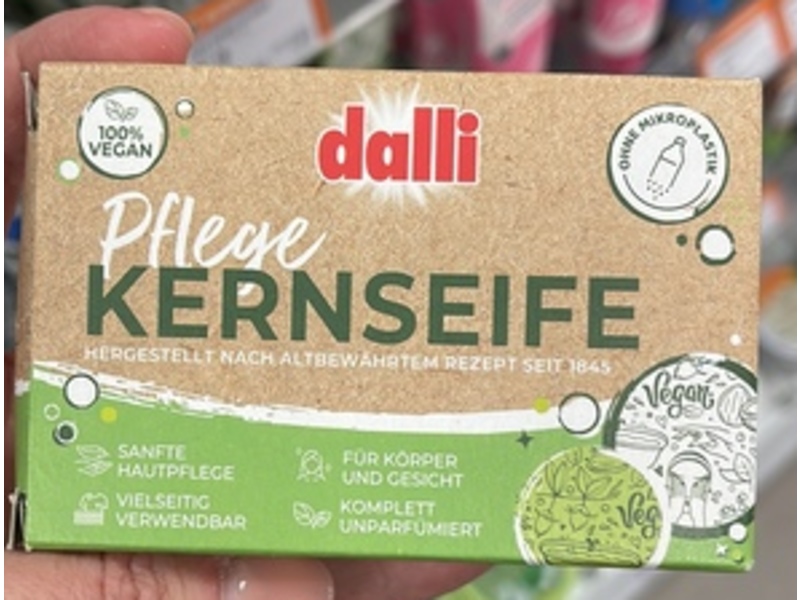 100%
VEGAN
dalli
OHNE MIKROPLASTIK
Pflege
KERNSEIFE
HERGESTELLT NACH ALTBEWÄHRTEM REZEPT SEIT 1845
Vegan
SANFTE
HAUTPFLEGE
FÜR KÖRPER
UND GESICHT
VIELSEITIG
VERWENDBAR
KOMPLETT
UNPARFÜMIERT
Veg